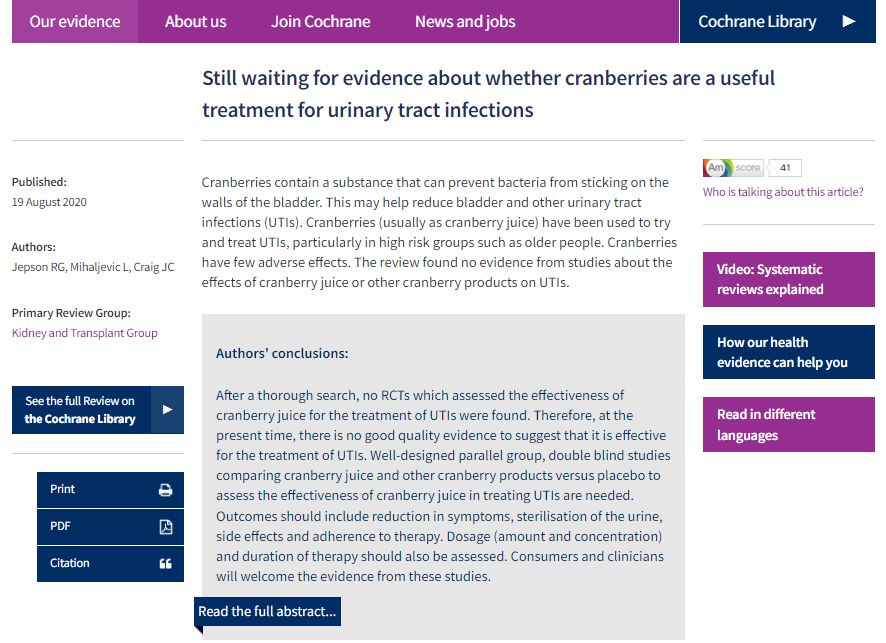 Our evidence
About us
Join Cochrane
News and jobs
Cochrane Library
Still waiting for evidence about whether cranberries are a useful
treatment for urinary tract infections
Published:
19 August 2020
Authors:
Jepson RG, Mihaljevic L, Craig JC
Primary Review Group:
Kidney and Transplant Group
See the full Review on
the Cochrane Library
Print
PDF
Citation
Cranberries contain a substance that can prevent bacteria from sticking on the
walls of the bladder. This may help reduce bladder and other urinary tract
infections (UTIs). Cranberries (usually as cranberry juice) have been used to try
and treat UTIs, particularly in high risk groups such as older people. Cranberries
have few adverse effects. The review found no evidence from studies about the
effects of cranberry juice or other cranberry products on UTIs.
Authors' conclusions:
After a thorough search, no RCTs which assessed the effectiveness of
cranberry juice for the treatment of UTIs were found. Therefore, at the
present time, there is no good quality evidence to suggest that it is effective
for the treatment of UTIs. Well-designed parallel group, double blind studies
comparing cranberry juice and other cranberry products versus placebo to
assess the effectiveness of cranberry juice in treating UTIs are needed.
Outcomes should include reduction in symptoms, sterilisation of the urine,
side effects and adherence to therapy. Dosage (amount and concentration)
and duration of therapy should also be assessed. Consumers and clinicians
will welcome the evidence from these studies.
Read the full abstract...
Am score 41
Who is talking about this article?
Video: Systematic
reviews explained
How our health
evidence can help you
Read in different
languages